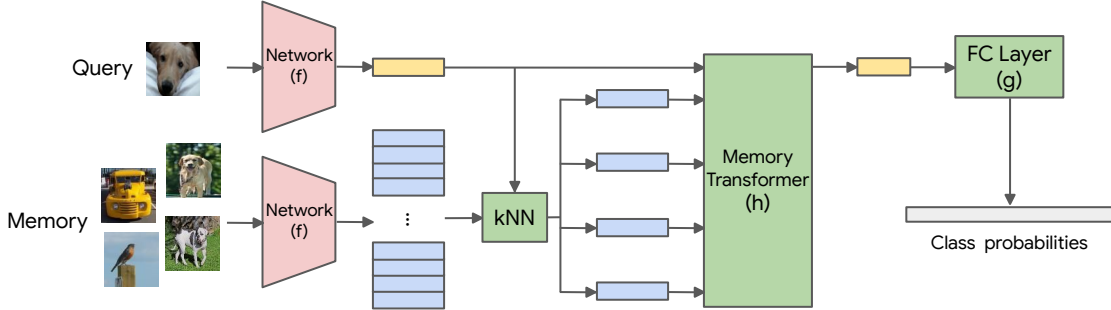 Query
Network
(f)
FC Layer
(g)
Memory
Network
(f)
...
kNN
Memory
Transformer
(h)
Class probabilities